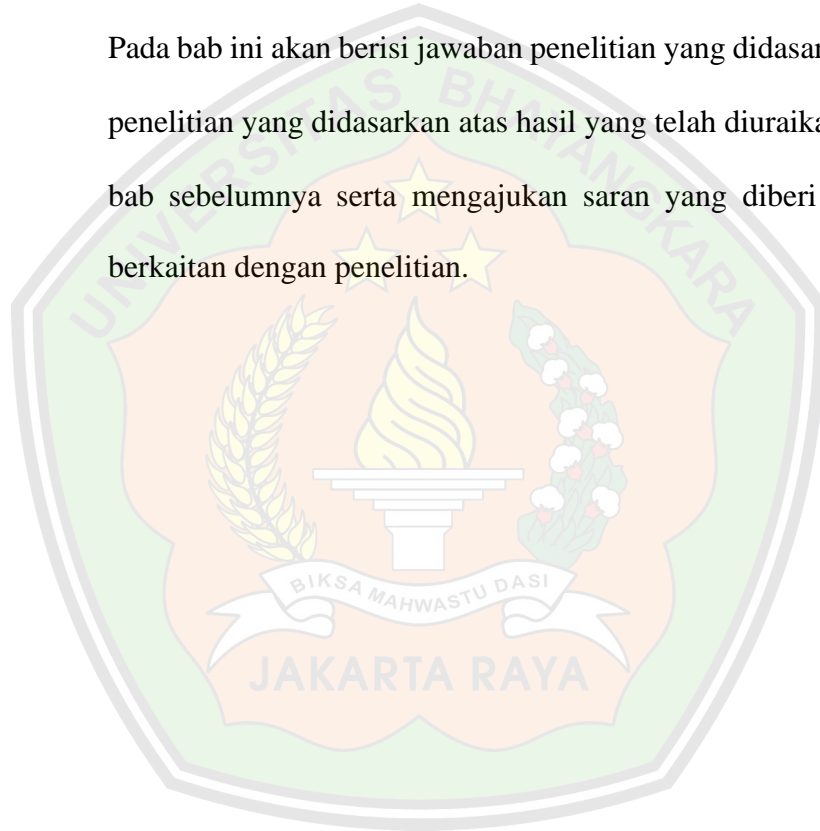 Pada bab ini akan berisi jawaban penelitian yang didasar
penelitian yang didasarkan atas hasil yang telah diuraika
bab sebelumnya serta mengajukan saran yang diberi
berkaitan dengan penelitian.
UNIVERSITAS BHAYANGKARA
BIKSA MAHWASTU DASI
JAKARTA RAYA